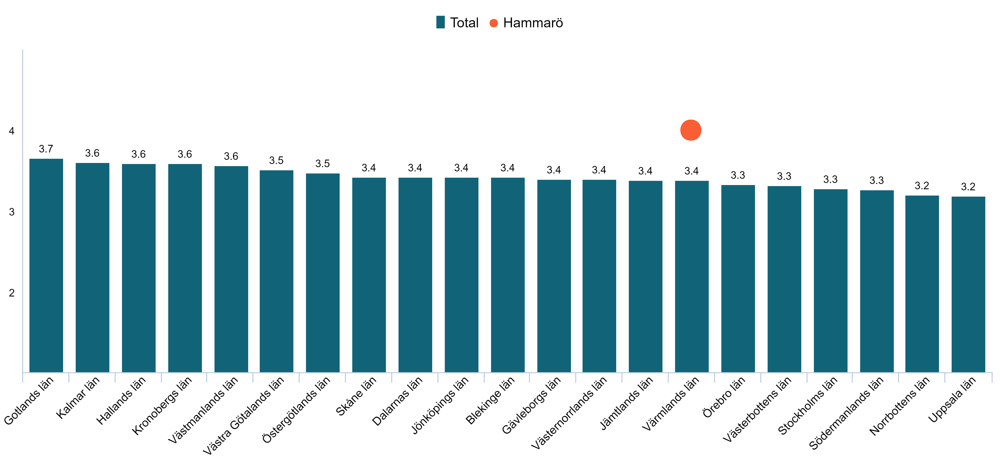 Total Hammarö
4
3
2
3.7 3.6 3.6 3.6 3.6 3.5 3.5 3.4 3.4 3.4 3.4 3.4 3.4 3.4 3.4 3.3 3.3 3.3 3.3 3.2 3.2
Gotlands län
Kalmar län
Hallands län
Kronobergs län
Västmanlands län
Västra Götalands län
Östergötlands län
Skåne län
Dalarnas län
Jönköpings län
Blekinge län
Gävleborgs län
Västernorrlands län
Jämtlands län
Värmlands län
Örebro län
Västerbottens län
Stockholms län
Södermanlands län
Norrbottens län
Uppsala län